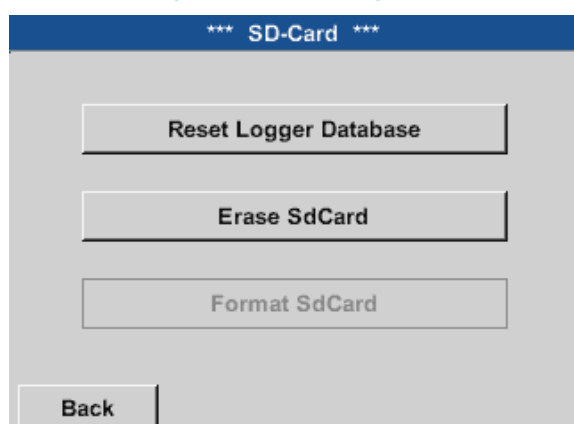 *** SD-Card ***
Reset Logger Database
Erase SdCard
Format SdCard
Back